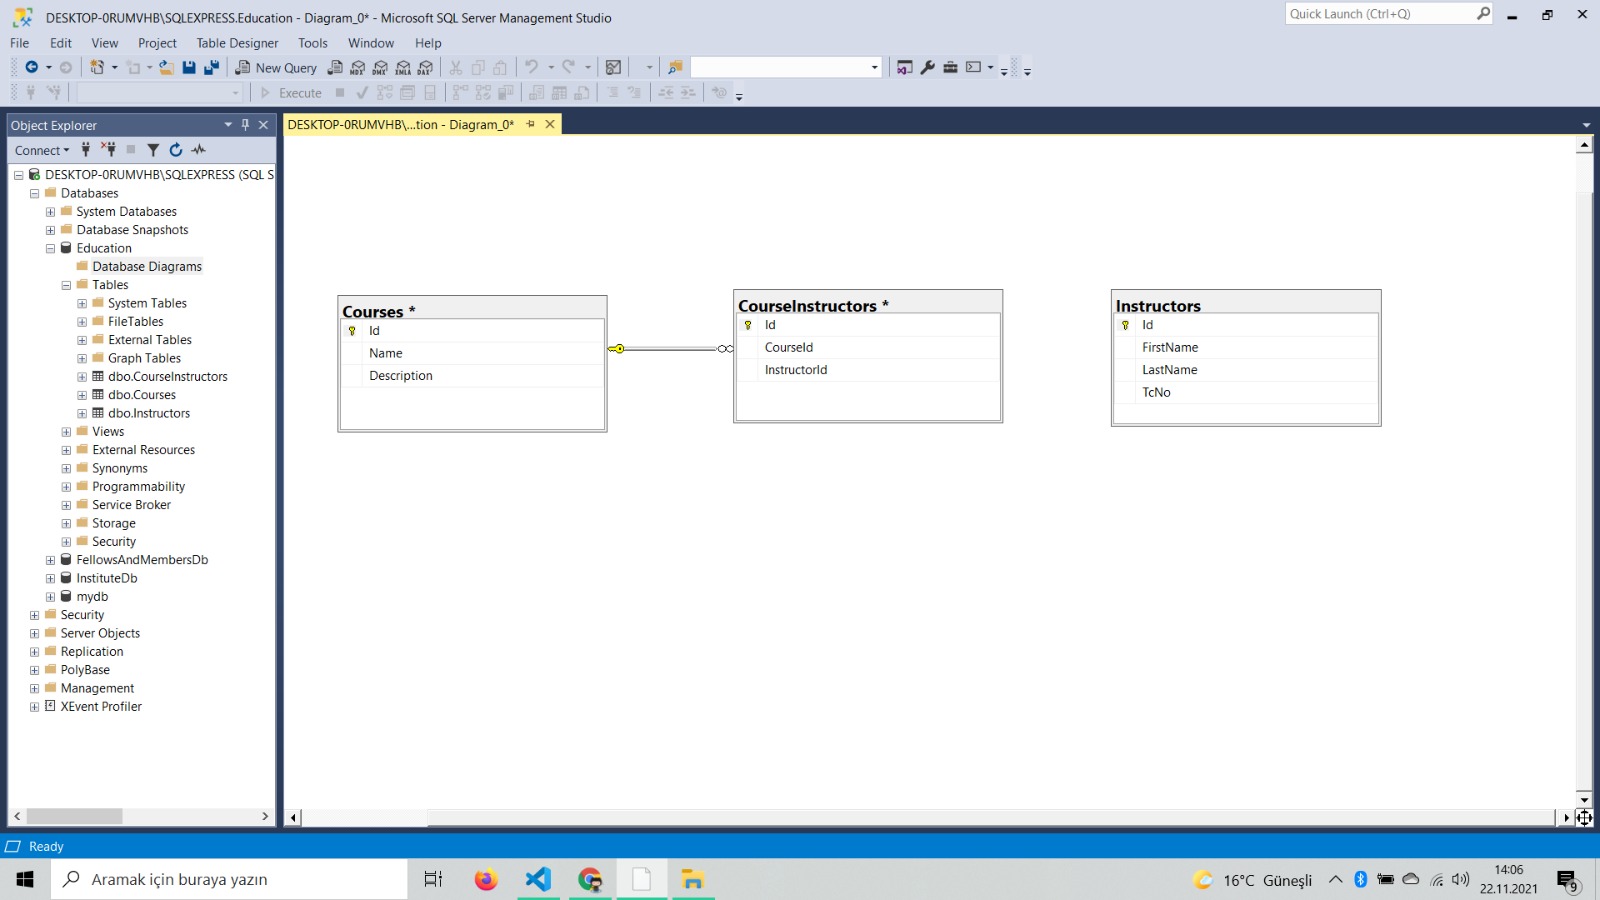 DESKTOP-0RUMVHB\SQLEXPRESS.Education - Diagram_0* - Microsoft SQL Server Management Studio
Quick Launch (Ctrl+Q)
File Edit View Project Table Designer Tools Window Help
New Query
MDX DMX XMLA DAX
Execute
Object Explorer
DESKTOP-0RUMVHB\...tion - Diagram_0*
Connect
DESKTOP-0RUMVHB\SQLEXPRESS (SQL S
Databases
System Databases
Database Snapshots
Education
Database Diagrams
Tables
System Tables
FileTables
External Tables
Graph Tables
dbo.CourseInstructors
dbo.Courses
dbo.Instructors
Views
External Resources
Synonyms
Programmability
Service Broker
Storage
Security
FellowsAndMembersDb
InstituteDb
mydb
Security
Server Objects
Replication
PolyBase
Management
XEvent Profiler
Courses *
Id
Name
Description
CourseInstructors *
Id
CourseId
InstructorId
Instructors
Id
FirstName
LastName
TcNo
Ready
Aramak için buraya yazın
16°C Güneşli
14:06
22.11.2021
9